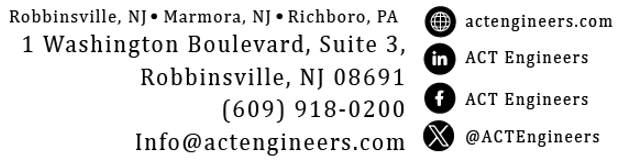 Robbinsville, NJ • Marmora, NJ • Richboro, PA
1 Washington Boulevard, Suite 3,
Robbinsville, NJ 08691
(609) 918-0200
Info@actengineers.com
actengineers.com
in ACT Engineers
f ACT Engineers
X @ACTEngineers